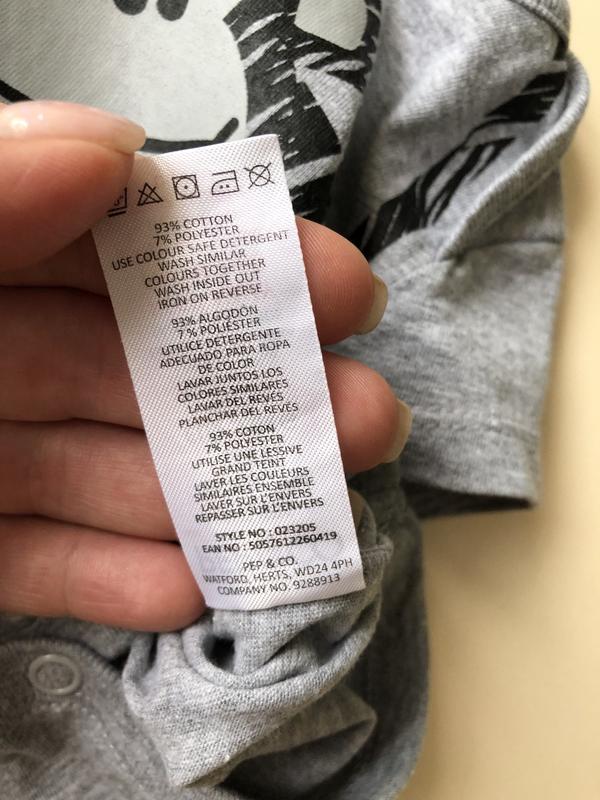 93% COTTON
7% POLYESTER
USE COLOUR SAFE DETERGENT
WASH SIMILAR
COLOURS TOGETHER
WASH INSIDE OUT
IRON ON REVERSE
93% ALGODÓN
7% POLIÉSTER
UTILICE DETERGENTE
ADECUADO PARA ROPA
DE COLOR
LAVAR JUNTOS LOS
COLORES SIMILARES
LAVAR DEL REVÉS
PLANCHAR DEL REVÉS
93% COTON
7% POLYESTER
UTILISE UNE LESSIVE
GRAND TEINT
LAVER LES COULEURS
SIMILAIRES ENSEMBLE
LAVER SUR L'ENVERS
REPASSER SUR L'ENVERS
STYLE NO : 023205
EAN NO : 5057612260419
PEP & CO.
WATFORD, HERTS, WD24 4PH
COMPANY NO. 9288913